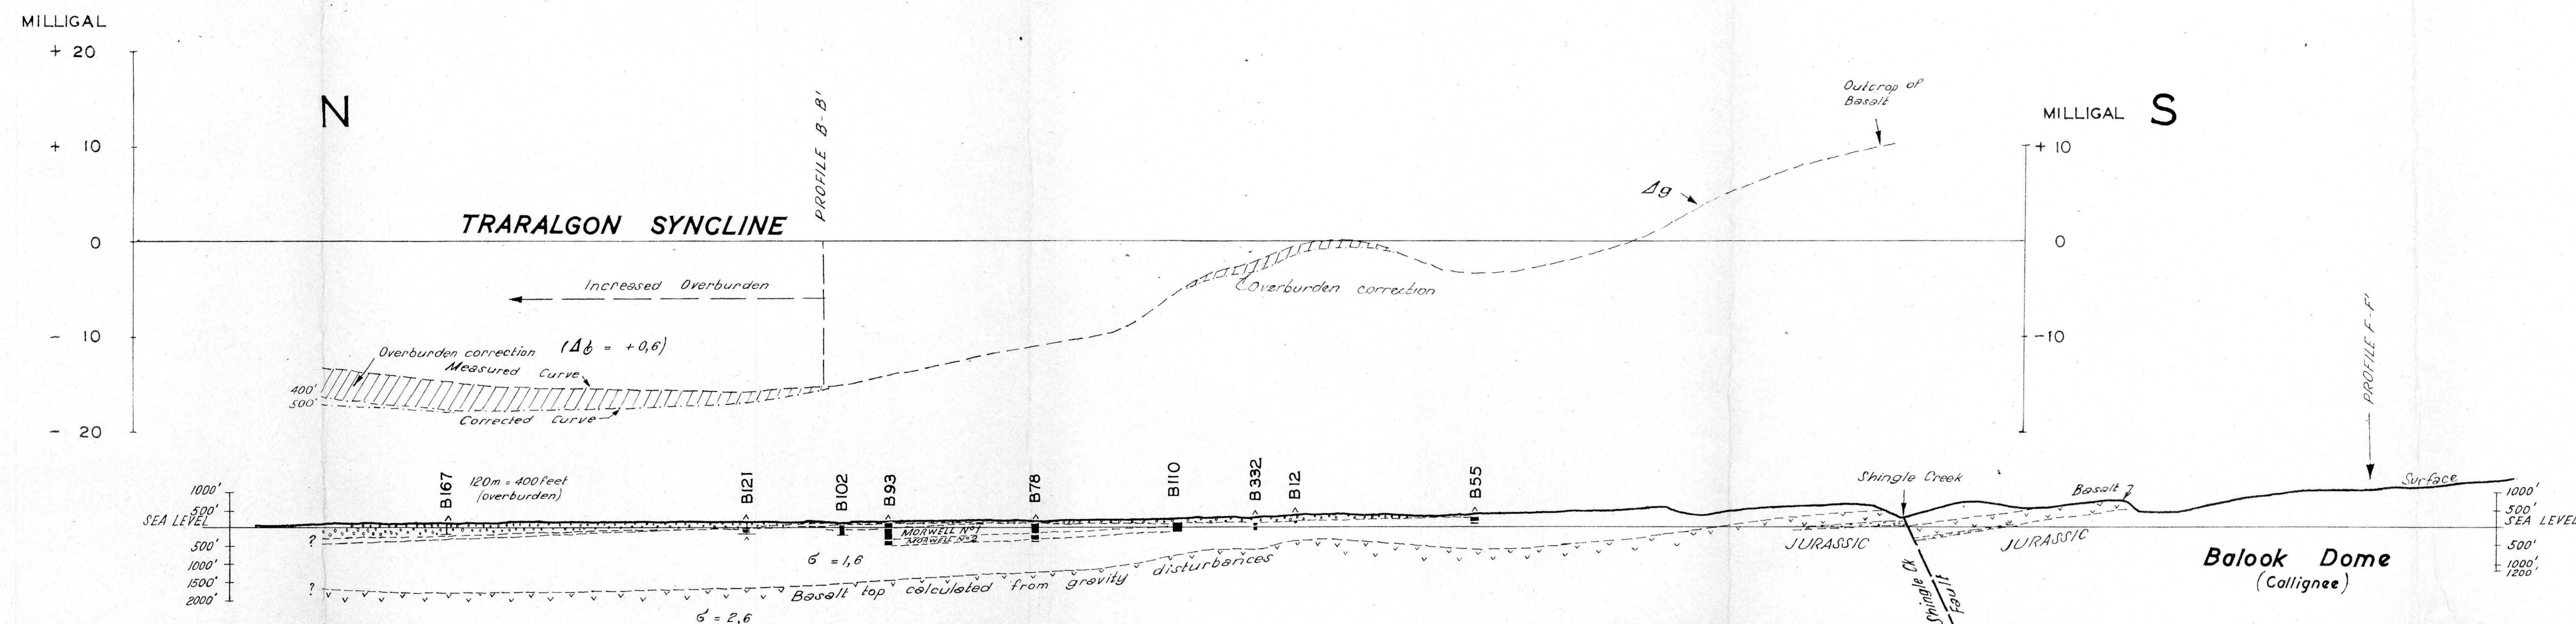 MILLIGAL
+ 20
+ 10
0
- 10
- 20
N
TRARALGON SYNCLINE
PROFILE B-B'
Increased Overburden
Overburden correction (Δσ = +0,6)
Measured Curve
400'
500'
Corrected Curve
Overburden correction
Δg
Outcrop of
Basalt
MILLIGAL S
+ 10
0
-10
PROFILE F-F'
1000'
500'
SEA LEVEL
500'
1000'
1500'
2000'
B167
120m = 400 feet
(overburden)
B121
B102
B93
B78
B110
B332
B12
B55
MORWELL Nº1
MORWELL Nº2
?
?
σ = 1,6
Basalt top calculated from gravity disturbances
σ = 2,6
Shingle Creek
Basalt ?
Surface
JURASSIC
JURASSIC
Shingle Ck
Fault
Balook Dome
(Callignee)
1000'
500'
SEA LEVEL
500'
1000'
1200'